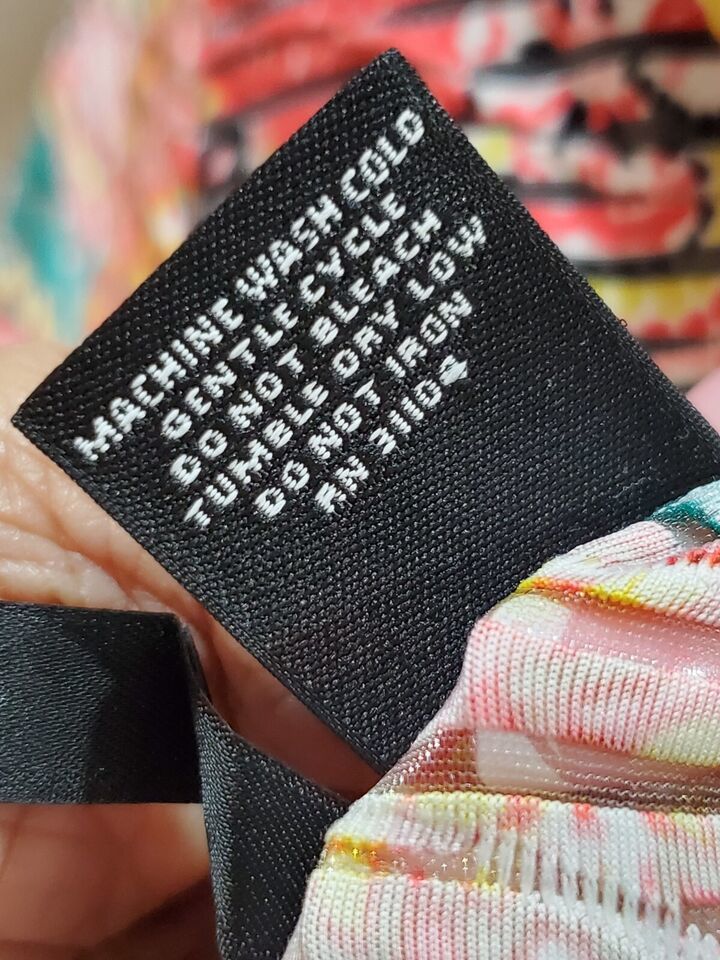 MACHINE WASH COLD
GENTLE CYCLE
DO NOT BLEACH
TUMBLE DRY LOW
DO NOT IRON
RN 31104